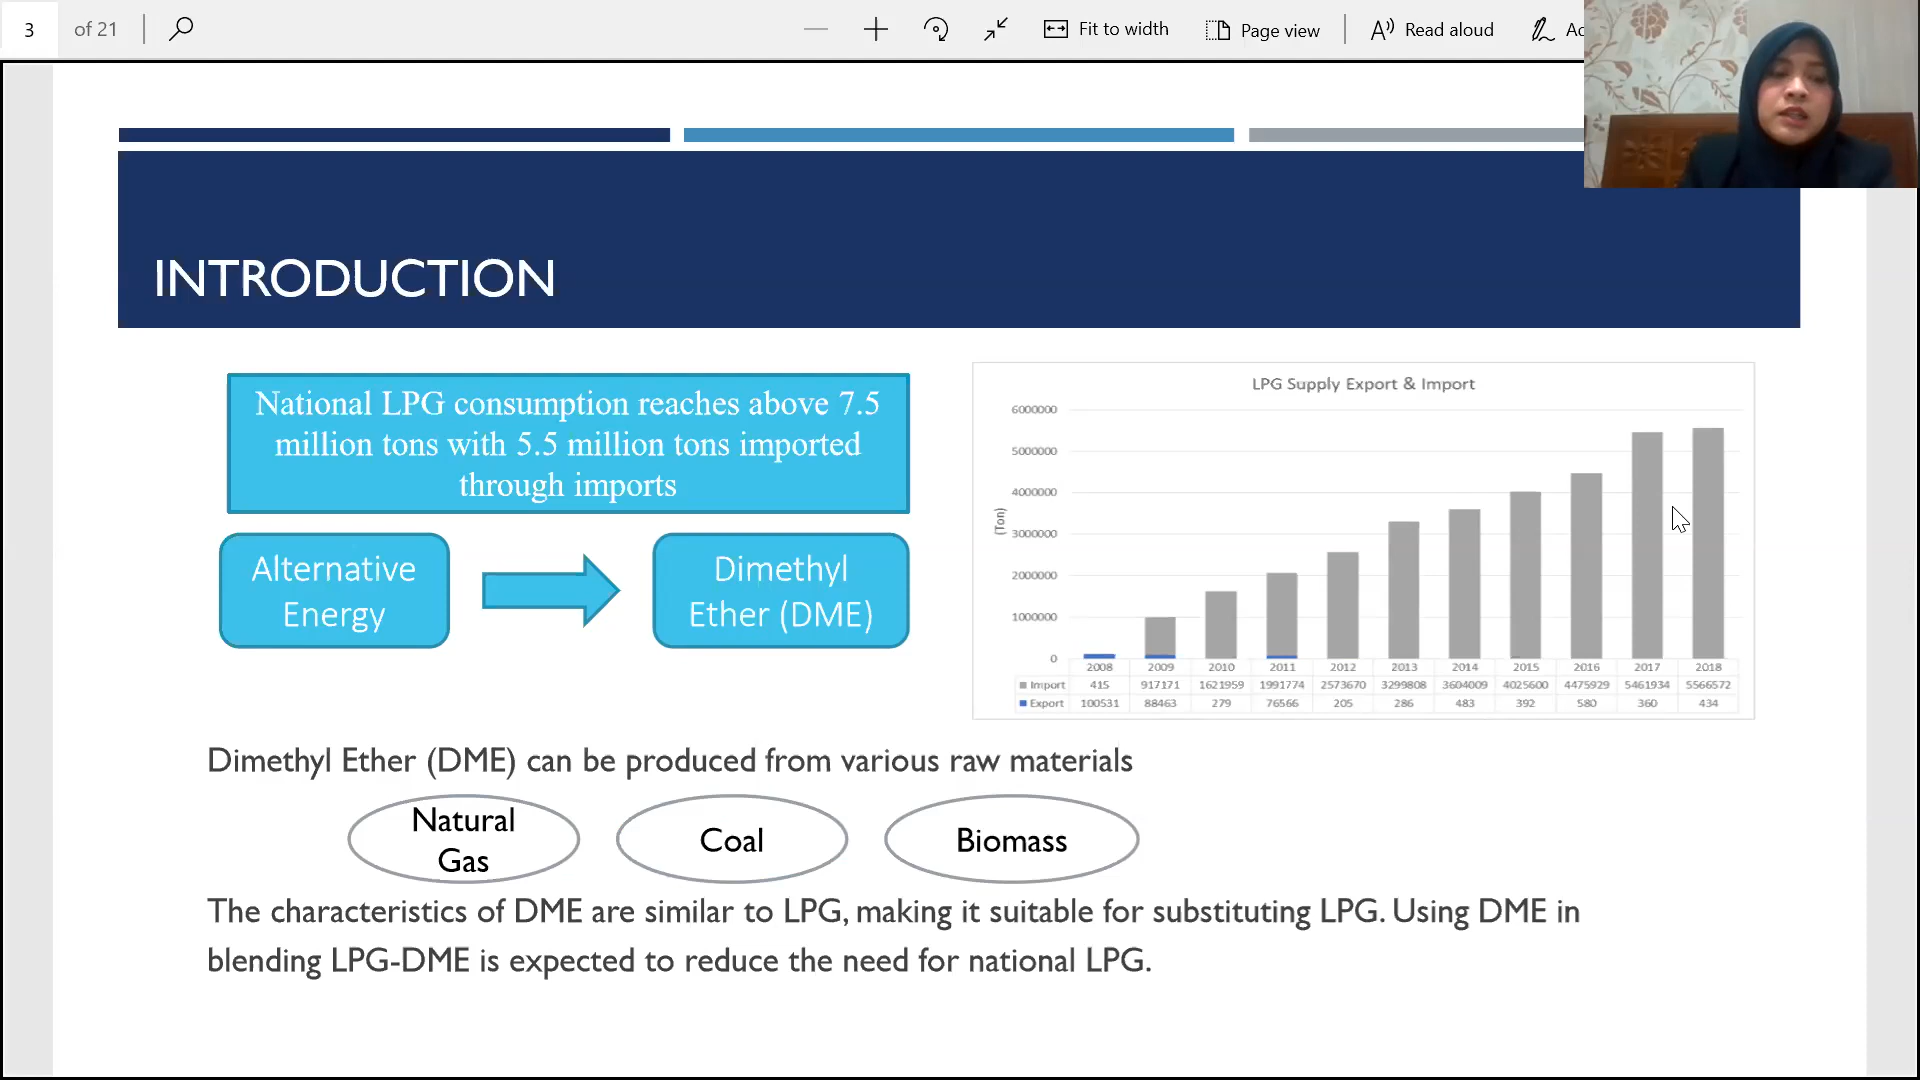 3 of 21
Fit to width
Page view
Read aloud
INTRODUCTION
National LPG consumption reaches above 7.5
million tons with 5.5 million tons imported
through imports
Alternative
Energy
Dimethyl
Ether (DME)
LPG Supply Export & Import
(Ton)
6000000
5000000
4000000
3000000
2000000
1000000
0
2008 2009 2010 2011 2012 2013 2014 2015 2016 2017 2018
Import 415 917171 1621959 1991774 2573670 3299808 3604009 4025600 4475929 5461934 5566572
Export 100531 88463 279 76566 205 286 483 392 580 360 434
Dimethyl Ether (DME) can be produced from various raw materials
Natural
Gas
Coal
Biomass
The characteristics of DME are similar to LPG, making it suitable for substituting LPG. Using DME in
blending LPG-DME is expected to reduce the need for national LPG.